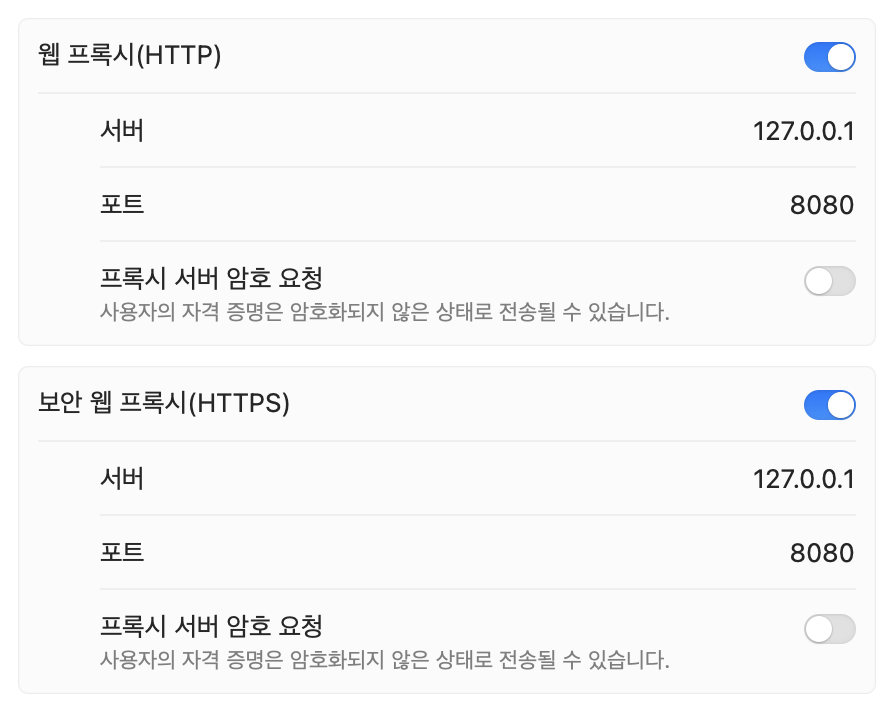 웹 프록시(HTTP)
서버 127.0.0.1
포트 8080
프록시 서버 암호 요청
사용자의 자격 증명은 암호화되지 않은 상태로 전송될 수 있습니다.
보안 웹 프록시(HTTPS)
서버 127.0.0.1
포트 8080
프록시 서버 암호 요청
사용자의 자격 증명은 암호화되지 않은 상태로 전송될 수 있습니다.